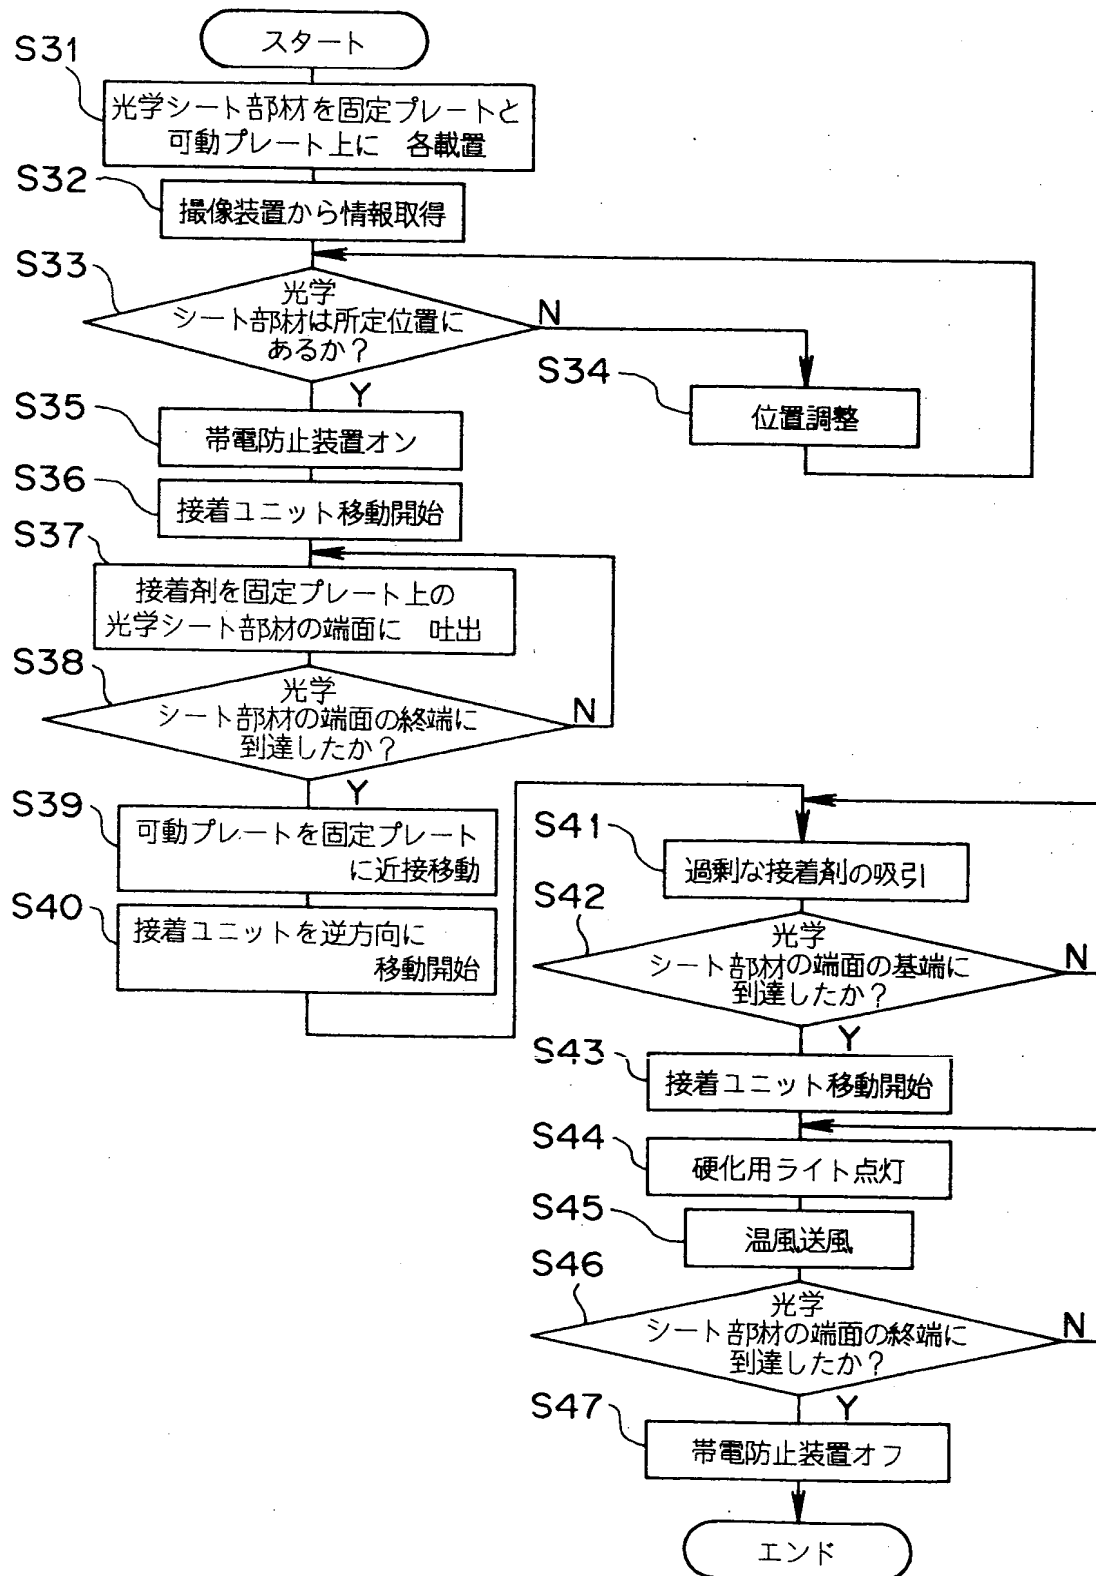 スタート
S31
光学シート部材を固定プレートと
可動プレート上に 各載置
S32
撮像装置から情報取得
S33
光学
シート部材は所定位置に
あるか?
N
Y
S34
位置調整
S35
帯電防止装置オン
S36
接着ユニット移動開始
S37
接着剤を固定プレート上の
光学シート部材の端面に 吐出
S38
光学
シート部材の端面の終端に
到達したか?
N
Y
S39
可動プレートを固定プレート
に近接移動
S40
接着ユニットを逆方向に
移動開始
S41
過剰な接着剤の吸引
S42
光学
シート部材の端面の基端に
到達したか?
N
Y
S43
接着ユニット移動開始
S44
硬化用ライト点灯
S45
温風送風
S46
光学
シート部材の端面の終端に
到達したか?
N
Y
S47
帯電防止装置オフ
エンド